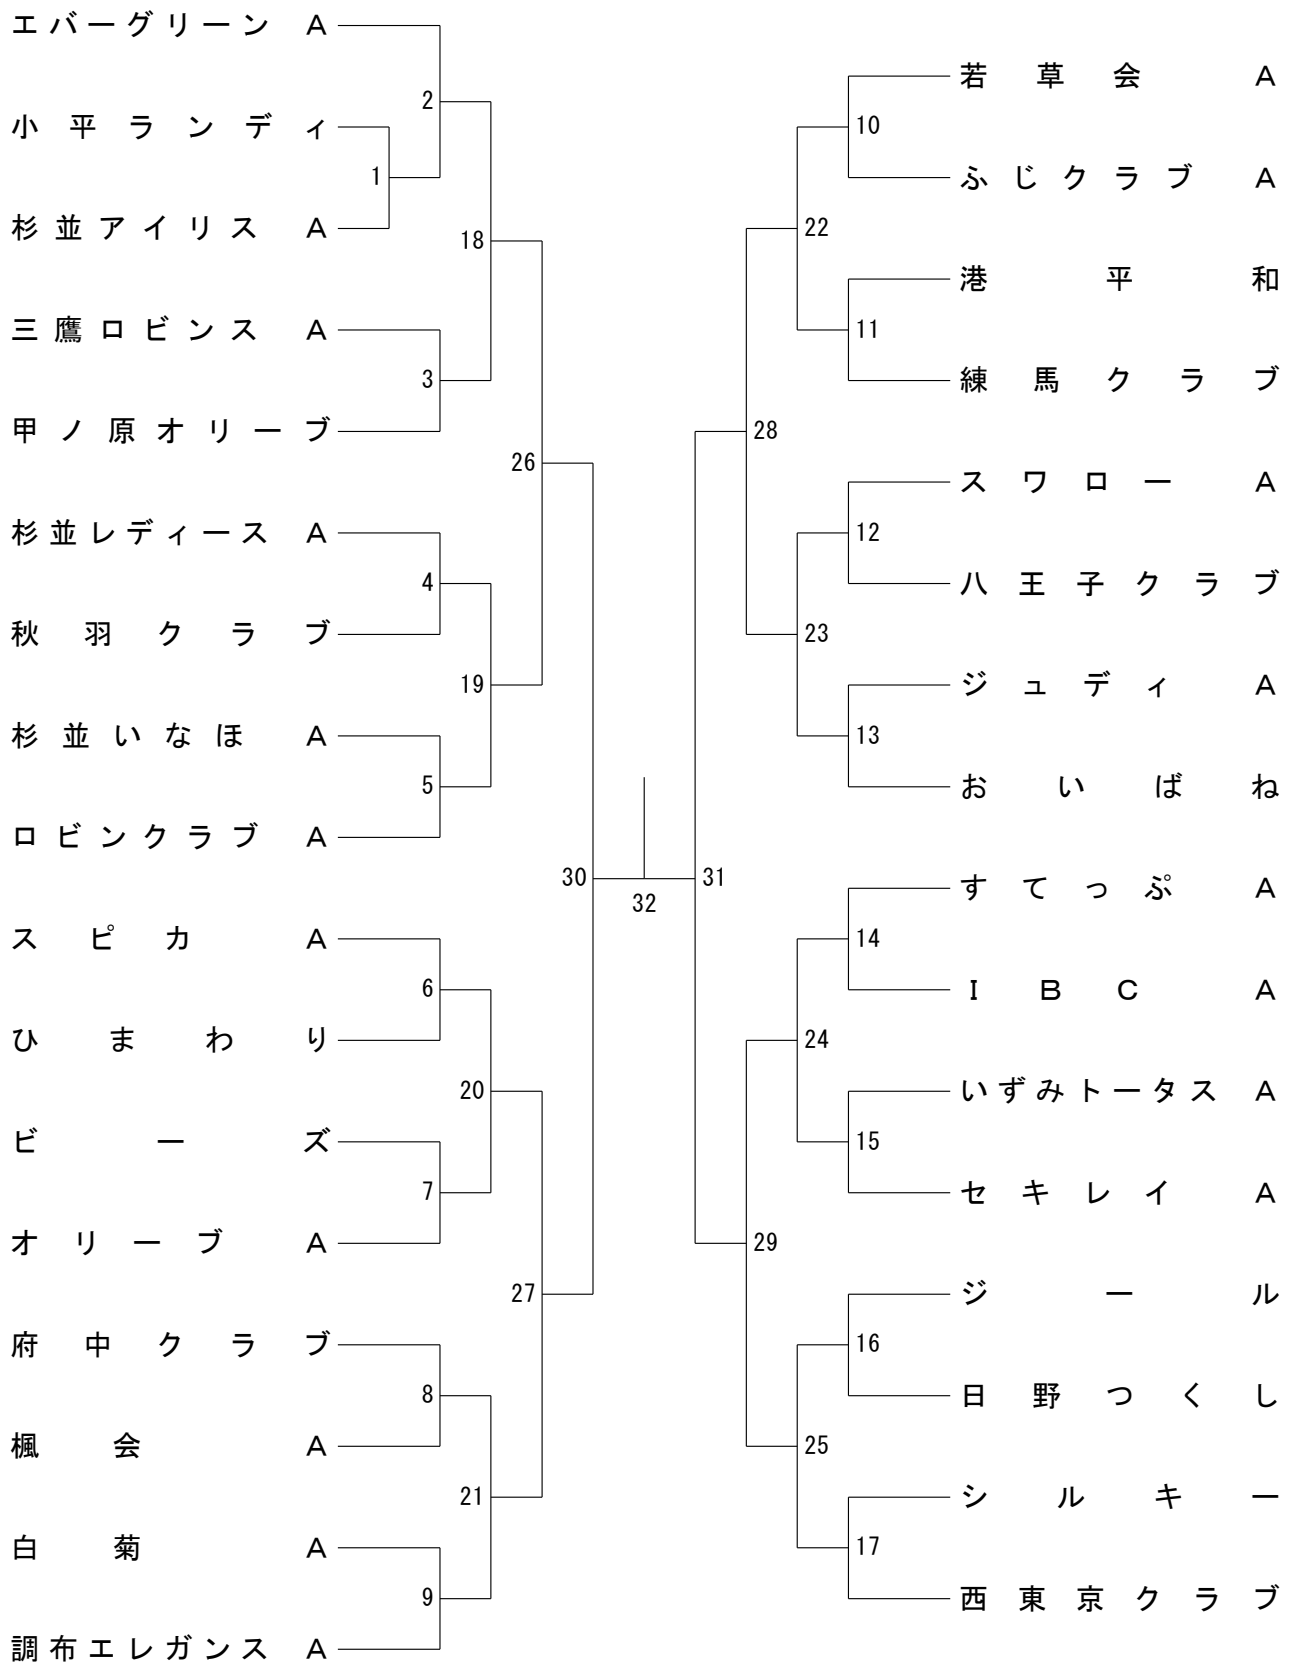 エバーグリーン A
2
小平ランディ
1
杉並アイリス A
18
三鷹ロビンス A
3
甲ノ原オリーブ
26
杉並レディース A
4
秋羽クラブ
19
杉並いなほ A
5
ロビンクラブ A
30
スピカ A
6
ひまわり
20
ビーズ
7
オリーブ A
27
府中クラブ
8
楓会 A
21
白菊 A
9
調布エレガンス A
32
若草会 A
10
ふじクラブ A
22
港平和
11
練馬クラブ
28
スワロー A
12
八王子クラブ
23
ジュディ A
13
おいばね
31
すてっぷ A
14
IBC A
24
いずみトータス A
15
セキレイ A
29
ジール
16
日野つくし
25
シルキー
17
西東京クラブ